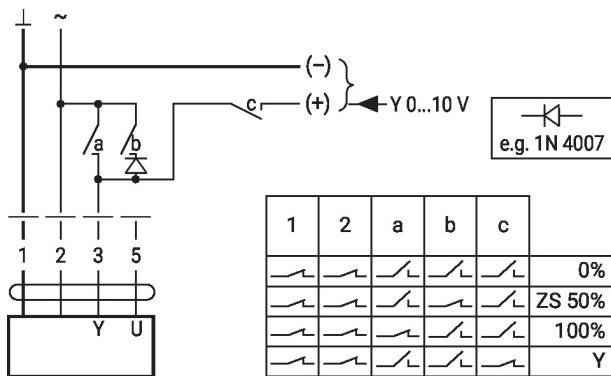 ⊥ ~
(–)
c (+) Y 0...10 V
a b
e.g. 1N 4007
1 2 3 5
Y U
1 2 a b c
0%
ZS 50%
100%
Y